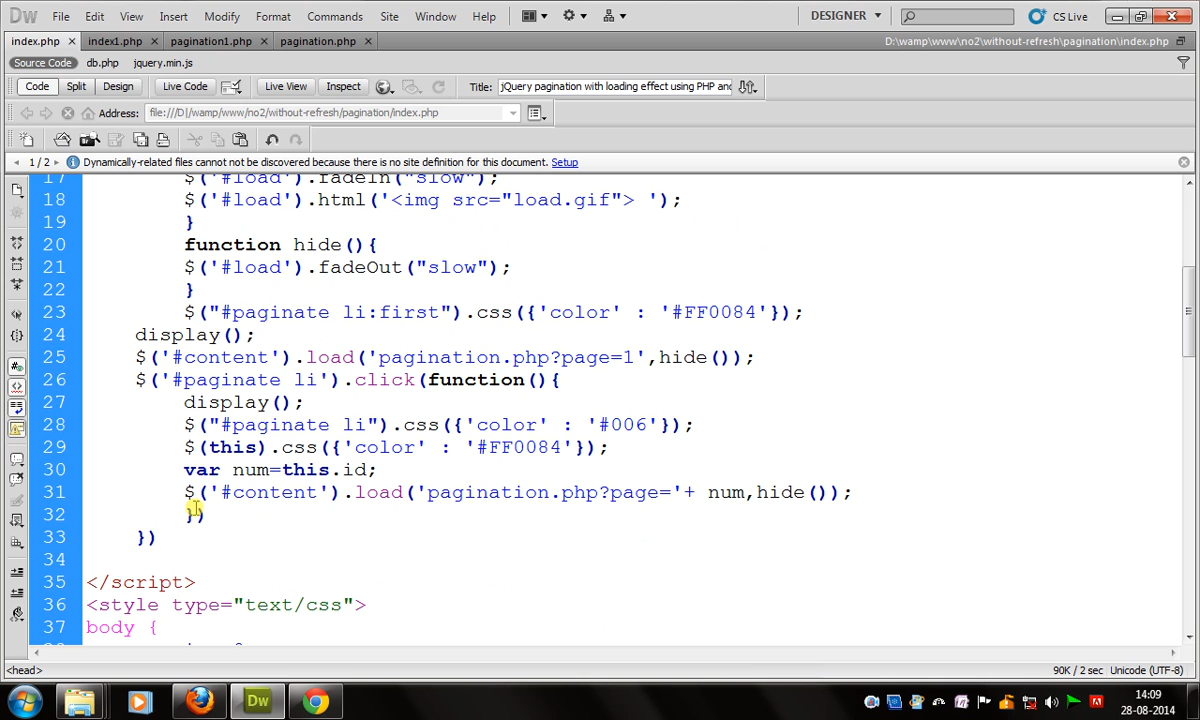 Dw File Edit View Insert Modify Format Commands Site Window Help DESIGNER CS Live
index.php index1.php pagination1.php pagination.php D:\wamp\www\no2\without-refresh\pagination\index.php
Source Code db.php jquery.min.js
Code Split Design Live Code Live View Inspect Title: jQuery pagination with loading effect using PHP and
Address: file:///D|/wamp/www/no2/without-refresh/pagination/index.php
1/2 Dynamically-related files cannot not be discovered because there is no site definition for this document. Setup
17 $('#load').fadeIn("slow");
18 $('#load').html('<img src="load.gif"> ');
19 }
20 function hide(){
21 $('#load').fadeOut("slow");
22 }
23 $("#paginate li:first").css({'color' : '#FF0084'});
24 display();
25 $('#content').load('pagination.php?page=1',hide());
26 $('#paginate li').click(function(){
27 display();
28 $("#paginate li").css({'color' : '#006'});
29 $(this).css({'color' : '#FF0084'});
30 var num=this.id;
31 $('#content').load('pagination.php?page='+ num,hide());
32 })
33 })
34
35 </script>
36 <style type="text/css">
37 body {
<head> 90K / 2 sec Unicode (UTF-8)
Dw 14:09
28-08-2014